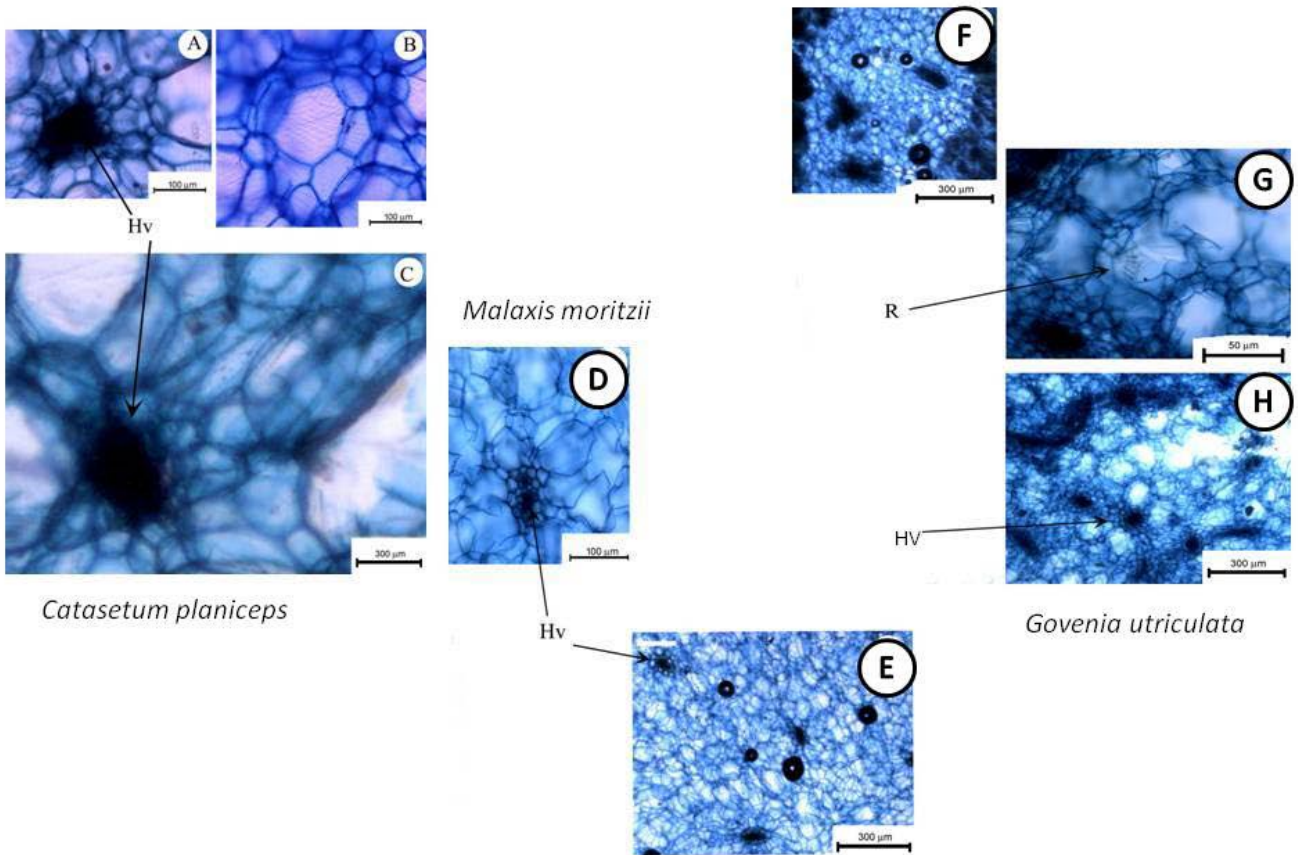 A
B
100 µm
100 µm
Hv
C
300 µm
Catasetum planiceps
Malaxis moritzii
D
100 µm
Hv
E
300 µm
F
300 µm
G
R
50 µm
H
HV
300 µm
Govenia utriculata